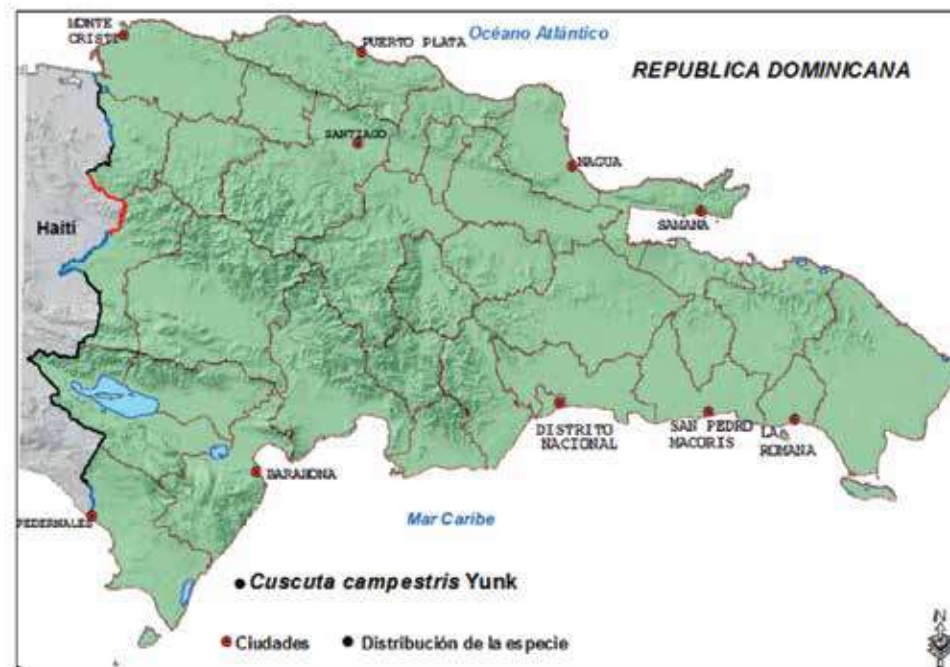 MONTE
CRISTI
PUERTO PLATA
Océano Atlántico
REPUBLICA DOMINICANA
SANTIAGO
NAGUA
SAMANA
Haití
DISTRITO
NACIONAL
SAN PEDRO
MACORIS
LA
ROMANA
BARAHONA
PEDERNALES
Mar Caribe
Cuscuta campestris Yunk
Ciudades
Distribución de la especie
N